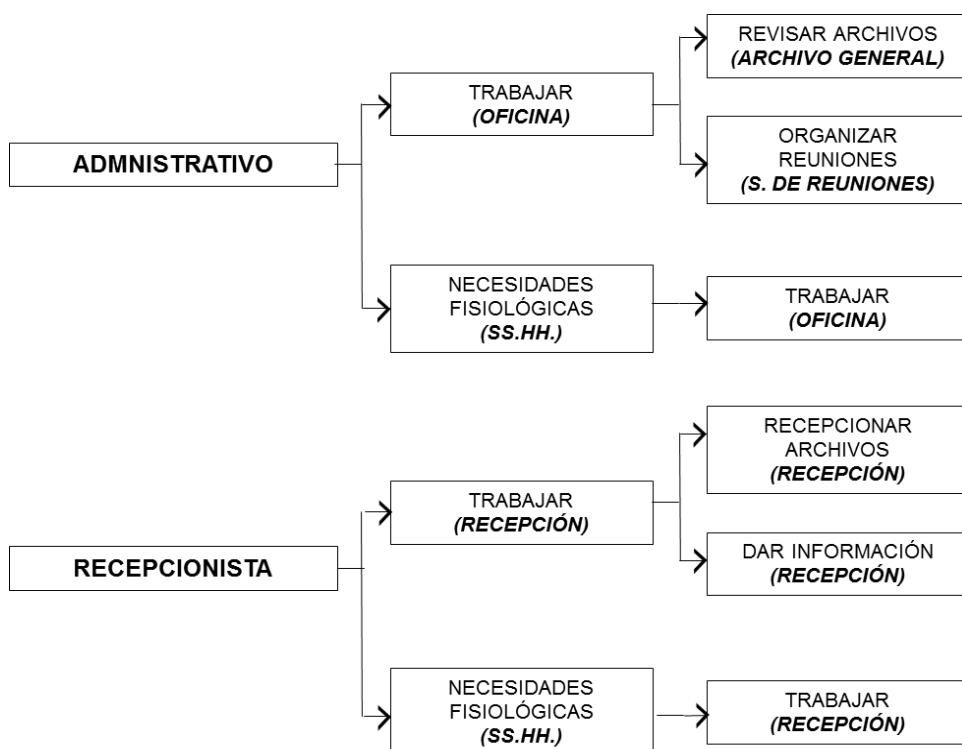 ADMNISTRATIVO
TRABAJAR
(OFICINA)
REVISAR ARCHIVOS
(ARCHIVO GENERAL)
ORGANIZAR
REUNIONES
(S. DE REUNIONES)
NECESIDADES
FISIOLÓGICAS
(SS.HH.)
TRABAJAR
(OFICINA)
RECEPCIONISTA
TRABAJAR
(RECEPCIÓN)
RECEPCIONAR
ARCHIVOS
(RECEPCIÓN)
DAR INFORMACIÓN
(RECEPCIÓN)
NECESIDADES
FISIOLÓGICAS
(SS.HH.)
TRABAJAR
(RECEPCIÓN)